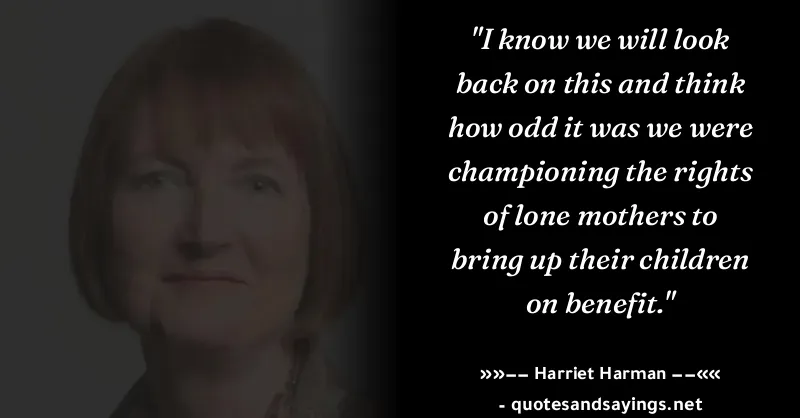 "I know we will look
back on this and think
how odd it was we were
championing the rights
of lone mothers to
bring up their children
on benefit."
»»−− Harriet Harman −−««
- quotesandsayings.net